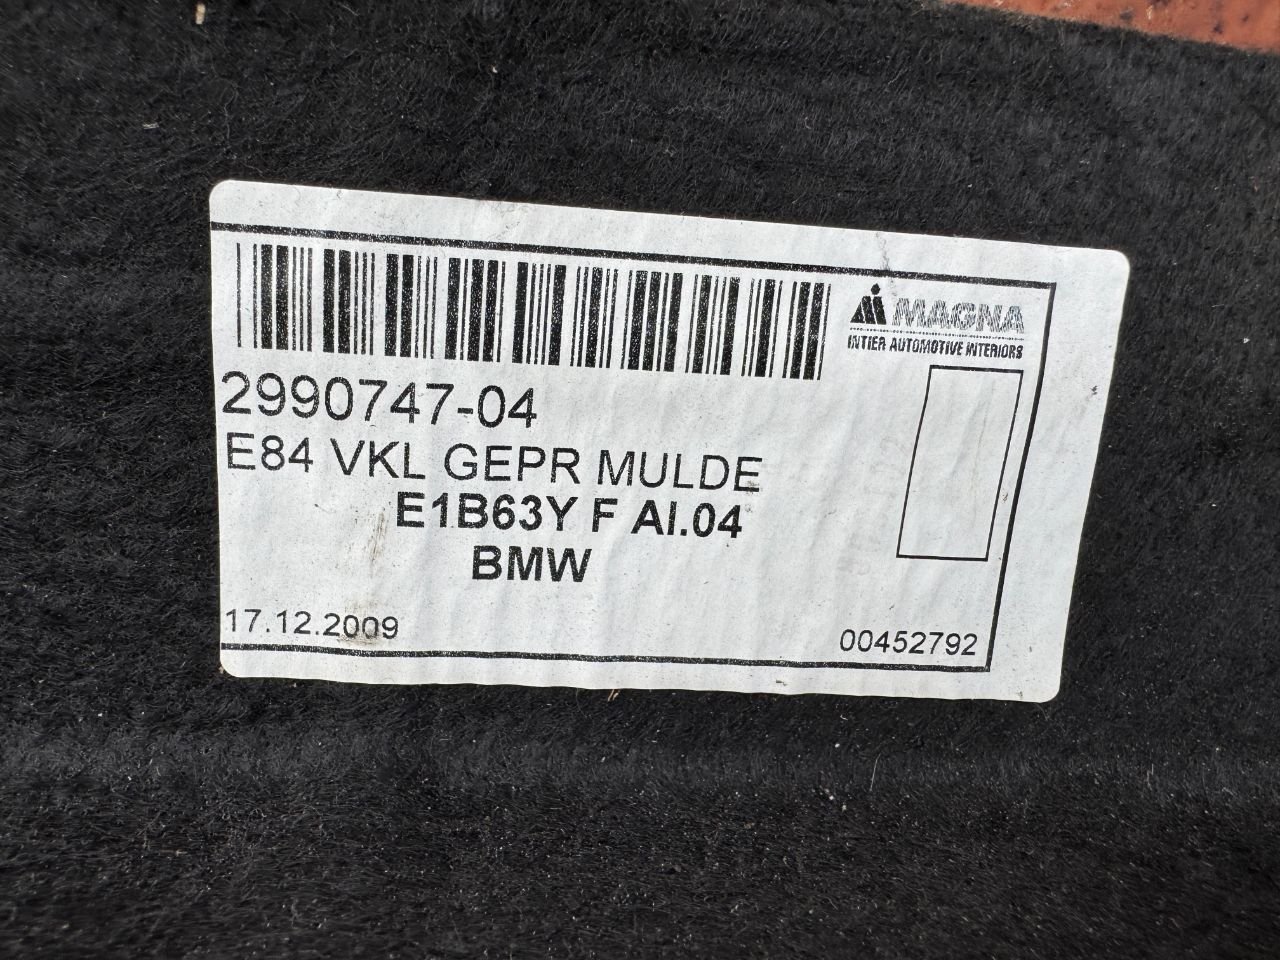 MAGNA
INTIER AUTOMOTIVE INTERIORS
2990747-04
E84 VKL GEPR MULDE
E1B63Y F AI.04
BMW
17.12.2009
00452792